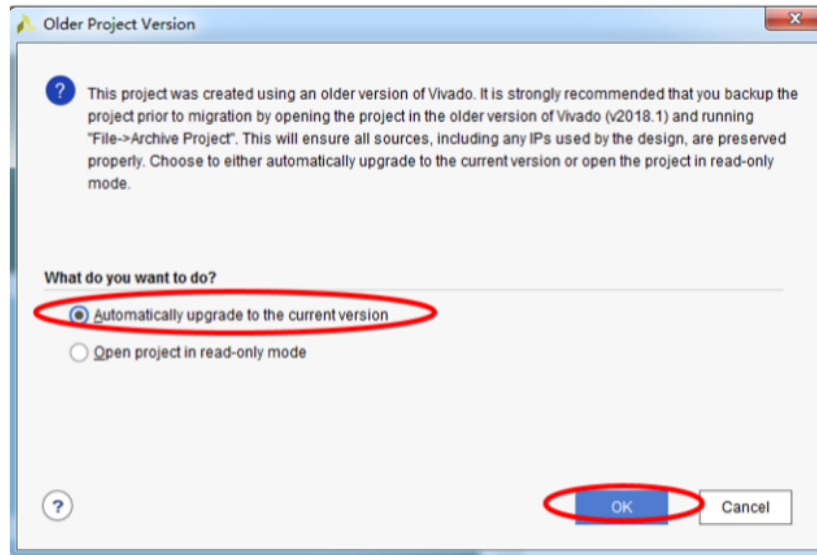 Older Project Version
This project was created using an older version of Vivado. It is strongly recommended that you backup the
project prior to migration by opening the project in the older version of Vivado (v2018.1) and running
"File->Archive Project". This will ensure all sources, including any IPs used by the design, are preserved
properly. Choose to either automatically upgrade to the current version or open the project in read-only
mode.
What do you want to do?
Automatically upgrade to the current version
Open project in read-only mode
? OK Cancel